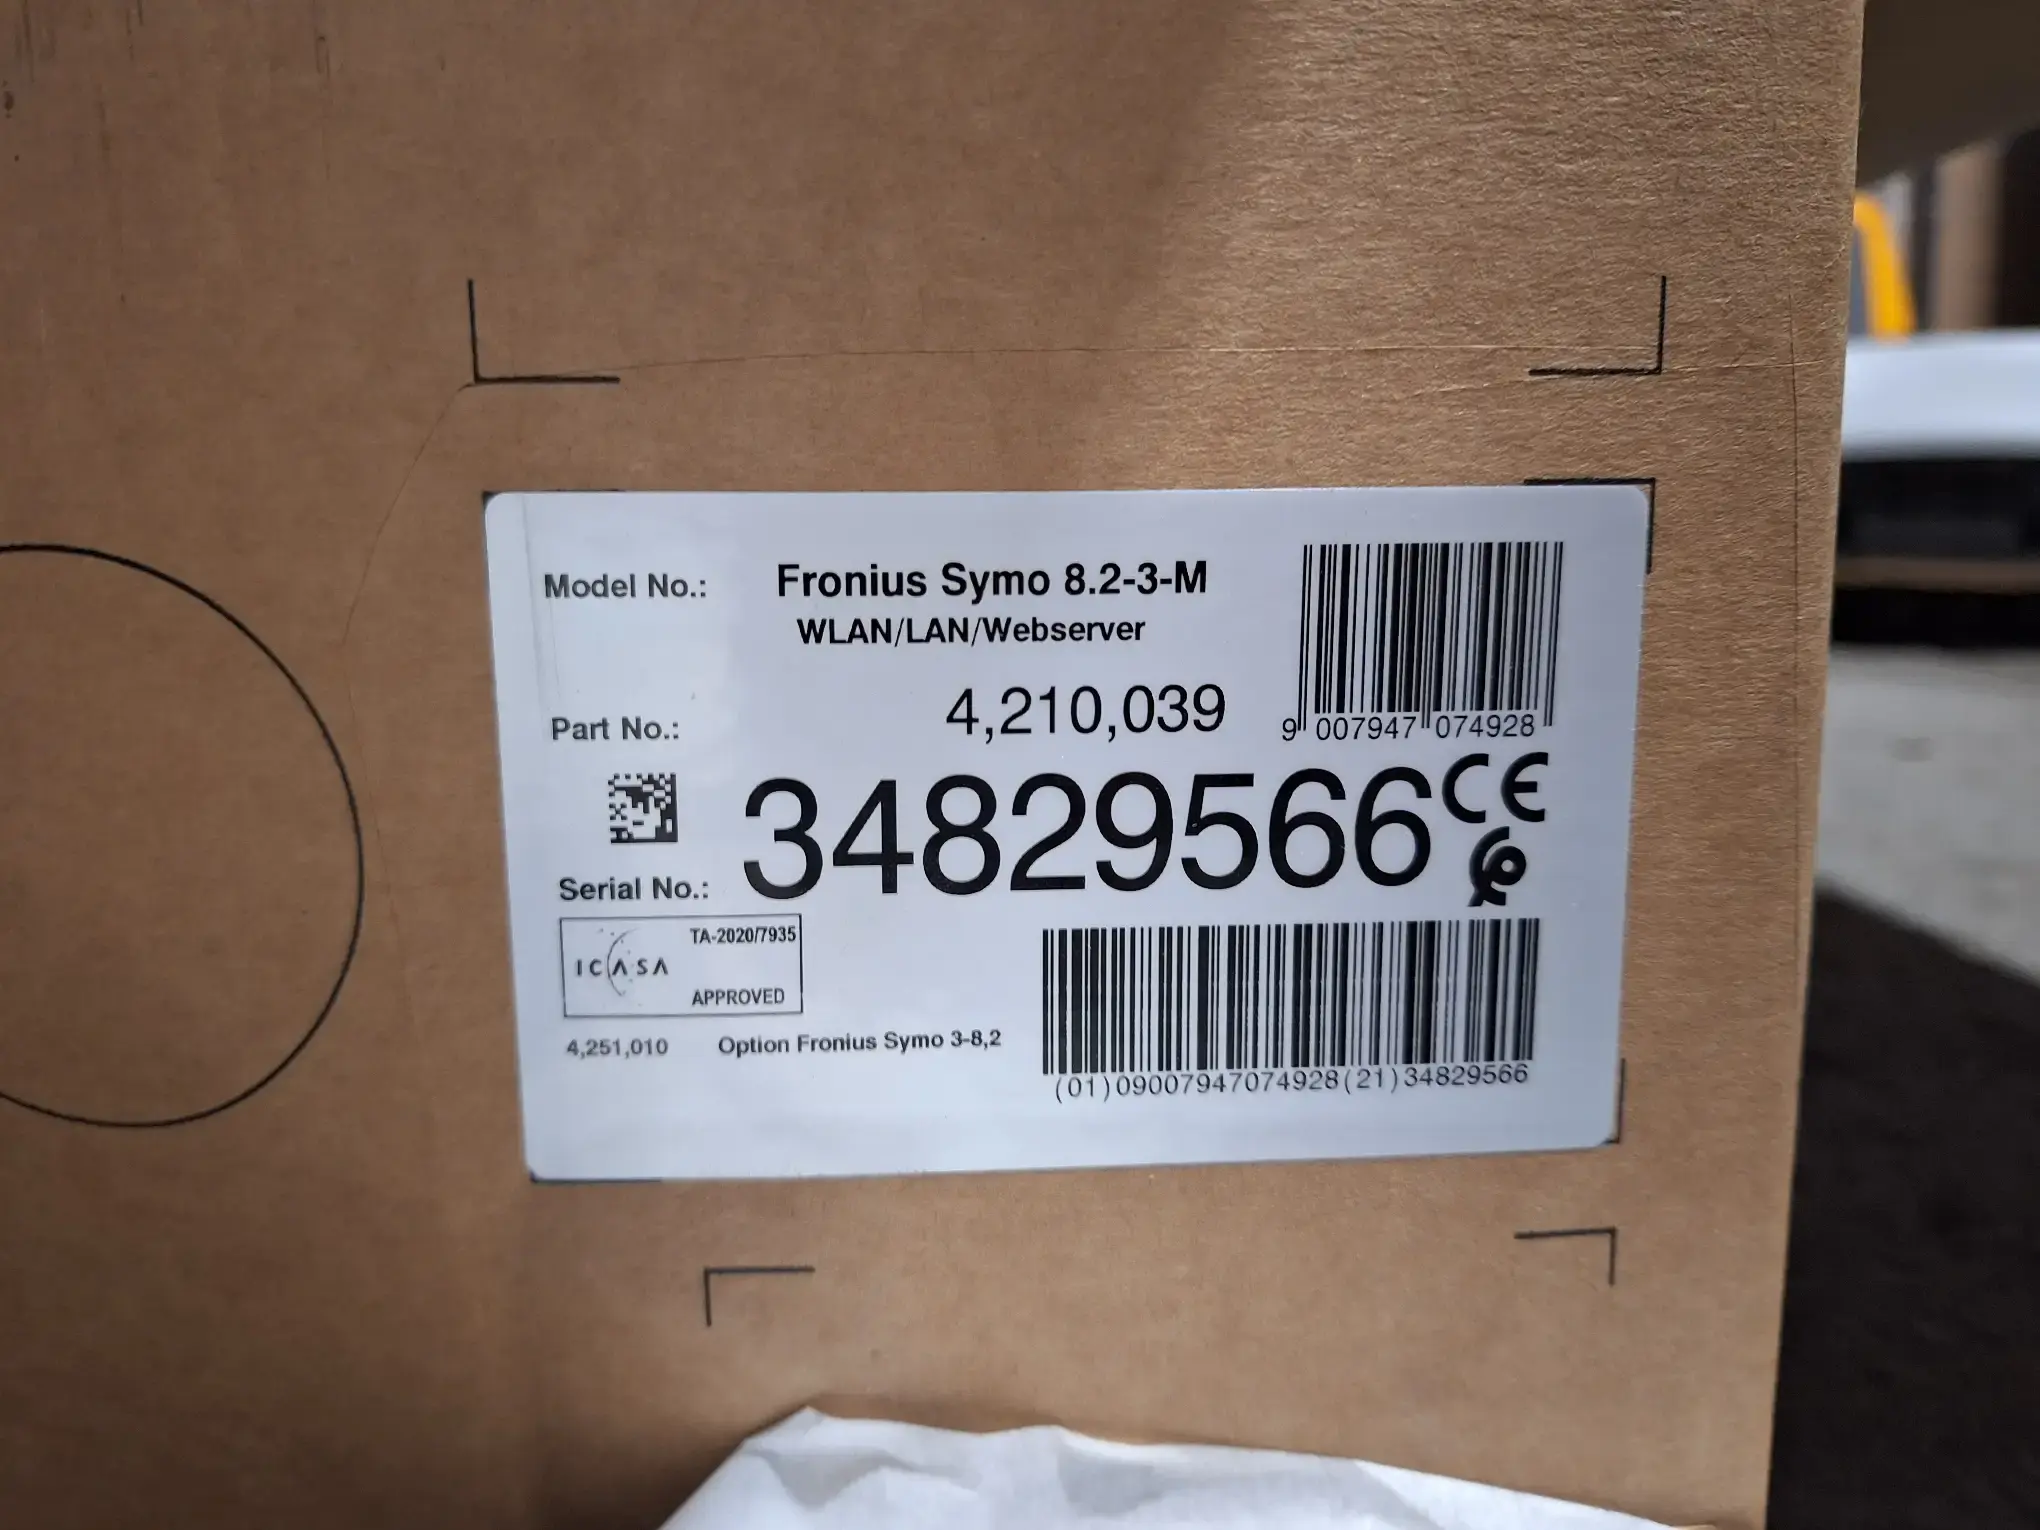 Model No.: Fronius Symo 8.2-3-M
WLAN/LAN/Webserver
Part No.: 4,210,039
9 007947 074928
CE
Serial No.: 34829566
ICASA
TA-2020/7935
APPROVED
4,251,010 Option Fronius Symo 3-8,2
(01)09007947074928(21)34829566